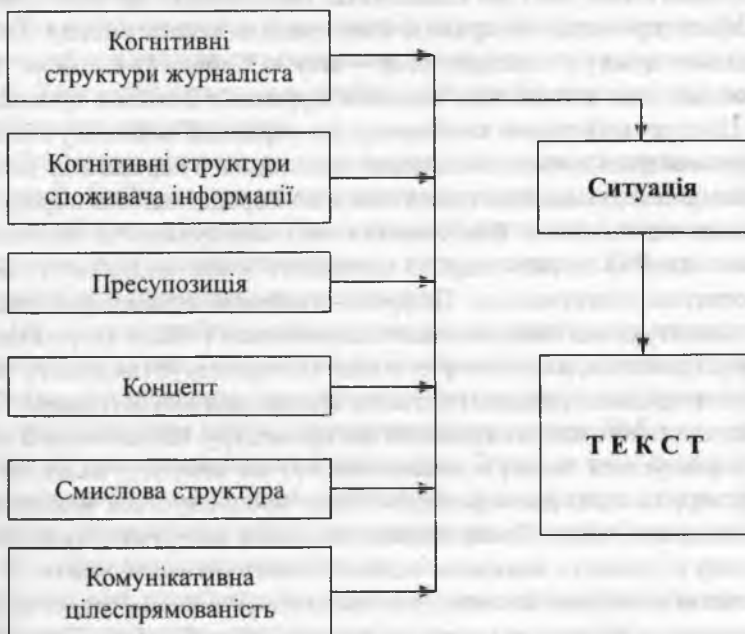 Когнітивні
структури журналіста
Когнітивні структури
споживача інформації
Ситуація
Пресупозиція
Концепт
ТЕКСТ
Смислова структура
Комунікативна
цілеспрямованість